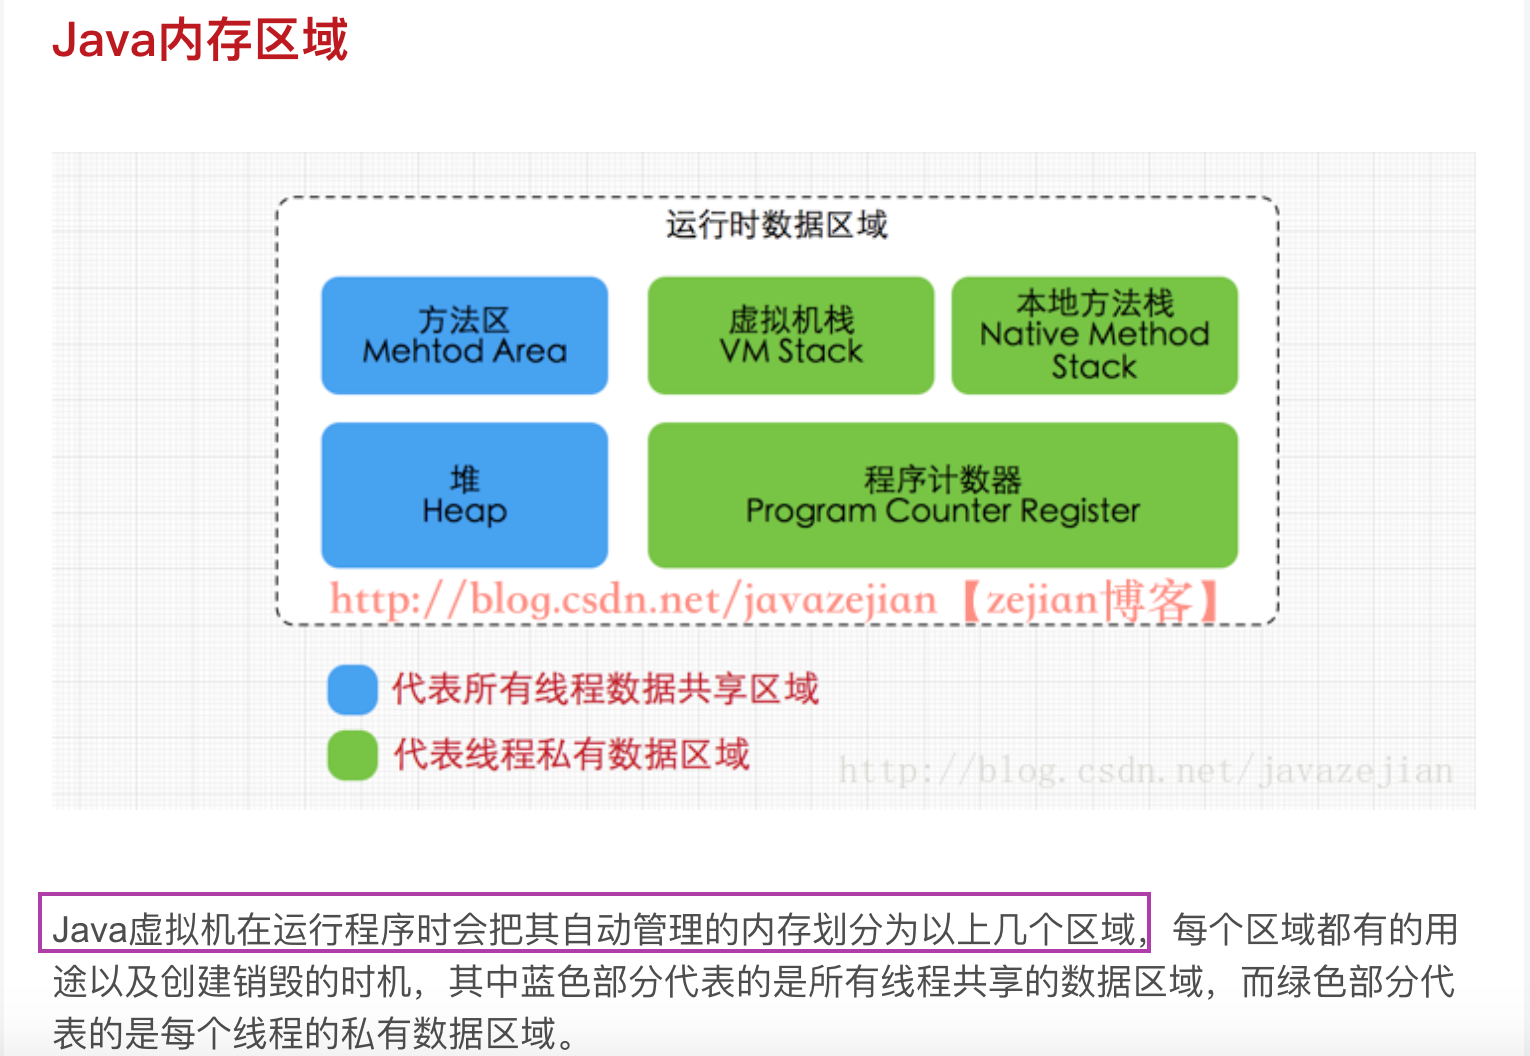 Java内存区域
运行时数据区域
方法区
Mehtod Area
虚拟机栈
VM Stack
本地方法栈
Native Method
Stack
堆
Heap
程序计数器
Program Counter Register
http://blog.csdn.net/javazejian【zejian博客】
代表所有线程数据共享区域
代表线程私有数据区域
http://blog.csdn.net/javazejian
Java虚拟机在运行程序时会把其自动管理的内存划分为以上几个区域，每个区域都有的用
途以及创建销毁的时机，其中蓝色部分代表的是所有线程共享的数据区域，而绿色部分代
表的是每个线程的私有数据区域。